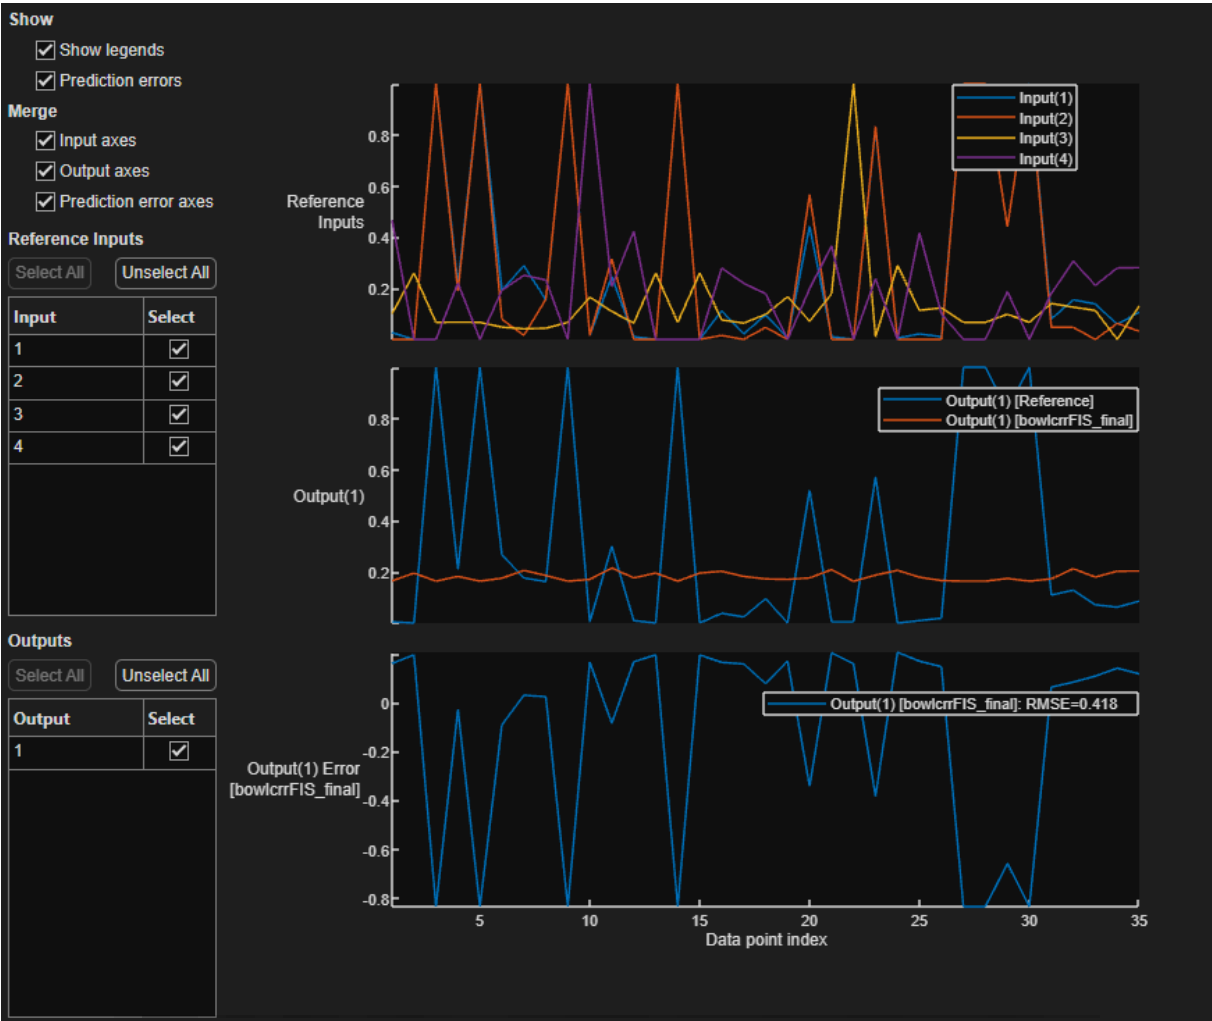 Show
Show legends
Prediction errors
Merge
Input axes
Output axes
Prediction error axes
Reference Inputs
Select All
Unselect All
Input
Select
1
2
3
4
Outputs
Select All
Unselect All
Output
Select
1
Reference
Inputs
0.8
0.6
0.4
0.2
Input(1)
Input(2)
Input(3)
Input(4)
Output(1)
0.8
0.6
0.4
0.2
Output(1) [Reference]
Output(1) [bowlcrrFIS_final]
Output(1) Error
[bowlcrrFIS_final]
0
-0.2
-0.4
-0.6
-0.8
Output(1) [bowlcrrFIS_final]: RMSE=0.418
5
10
15
20
25
30
35
Data point index